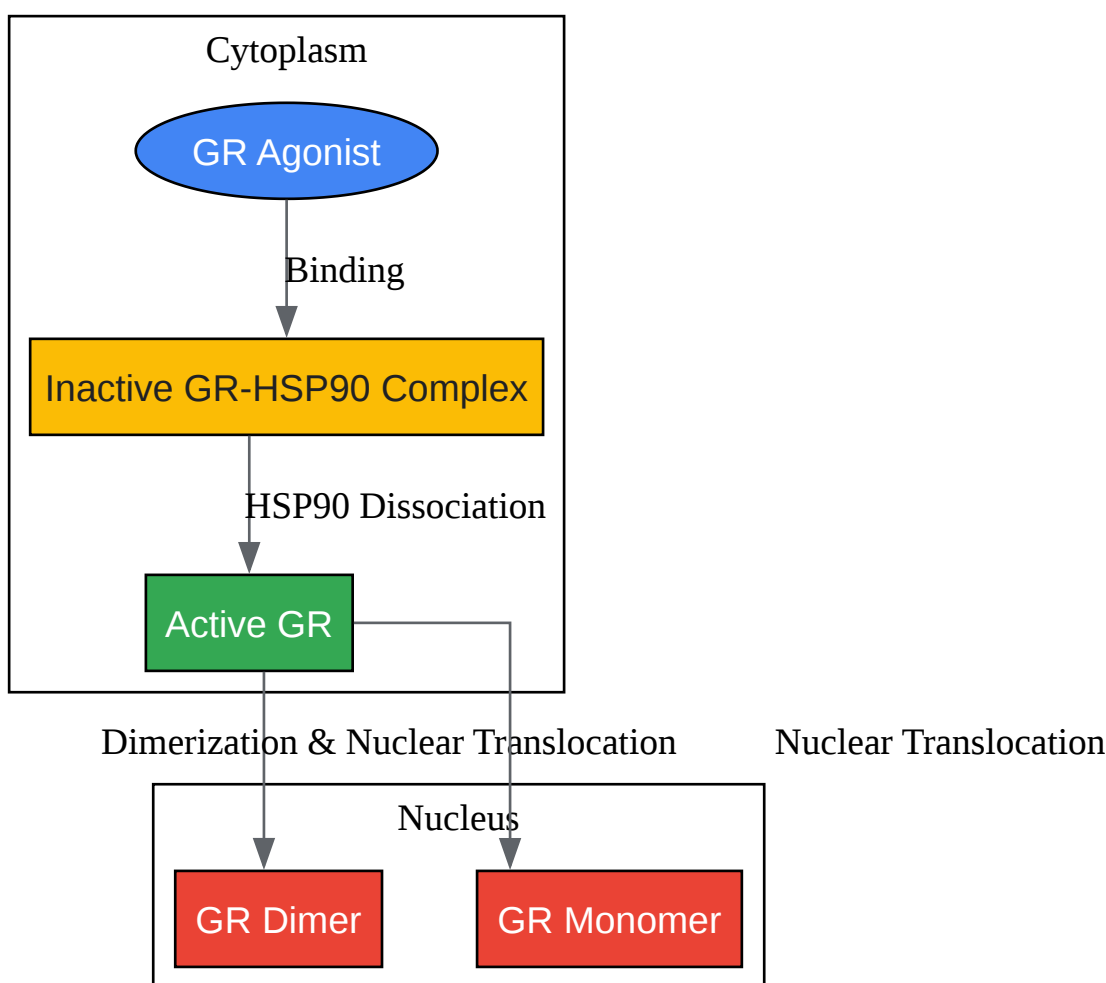 Cytoplasm
GR Agonist
Binding
Inactive GR-HSP90 Complex
HSP90 Dissociation
Active GR
Dimerization & Nuclear Translocation
Nuclear Translocation
Nucleus
GR Dimer
GR Monomer